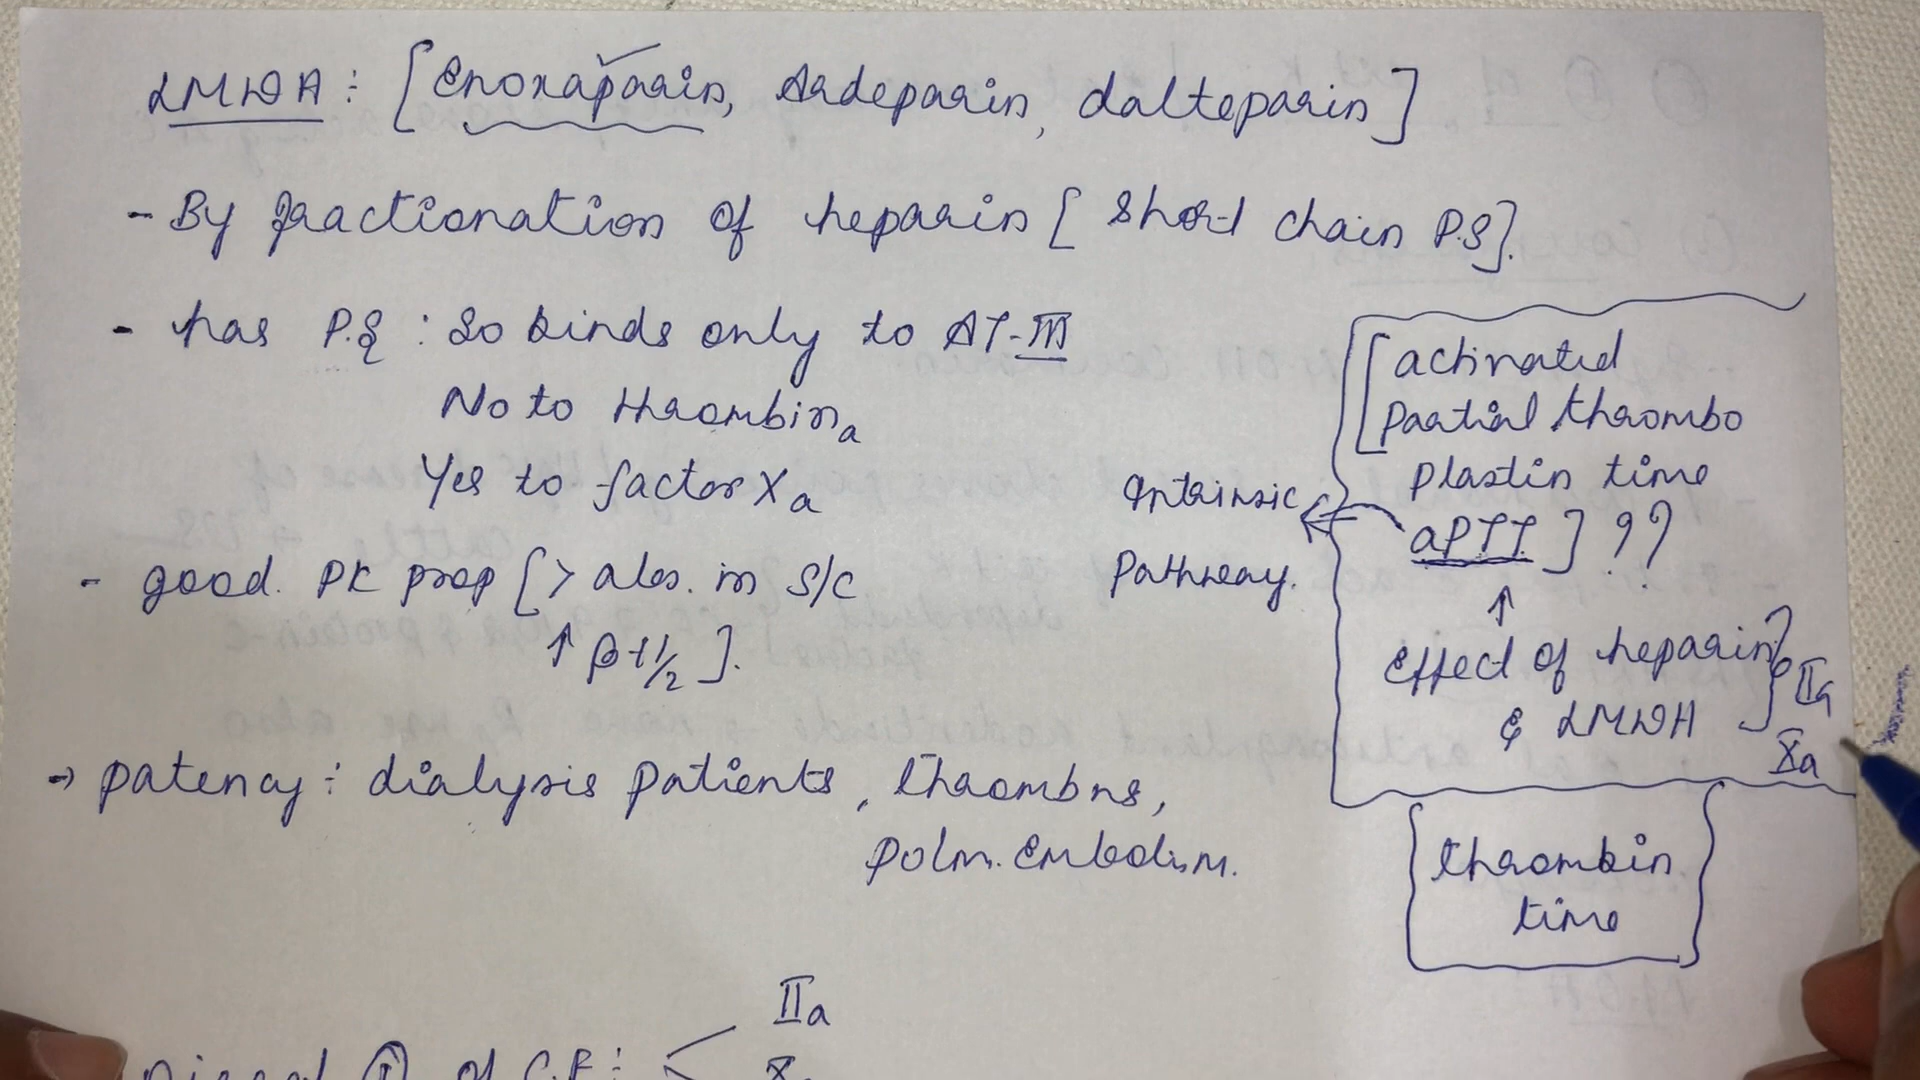 LMWH : [Enoxaparin, Ardeparin, dalteparin]
- By fractionation of heparin [short chain P.S].
- has P.S : So binds only to AT-III
No to thrombin a
Yes to factor Xa
- good PK prop [> abs. in S/C
↑ β t1/2].
→ Patency : dialysis patients, thrombns,
Pulm. Embolism.
[activated
Partial thrombo
plastin time
aPTT] ??
Intrinsic
Pathway.
↑
Effect of heparin
& LMWH
IIa
Xa
[thrombin
time
IIa
of C.F :